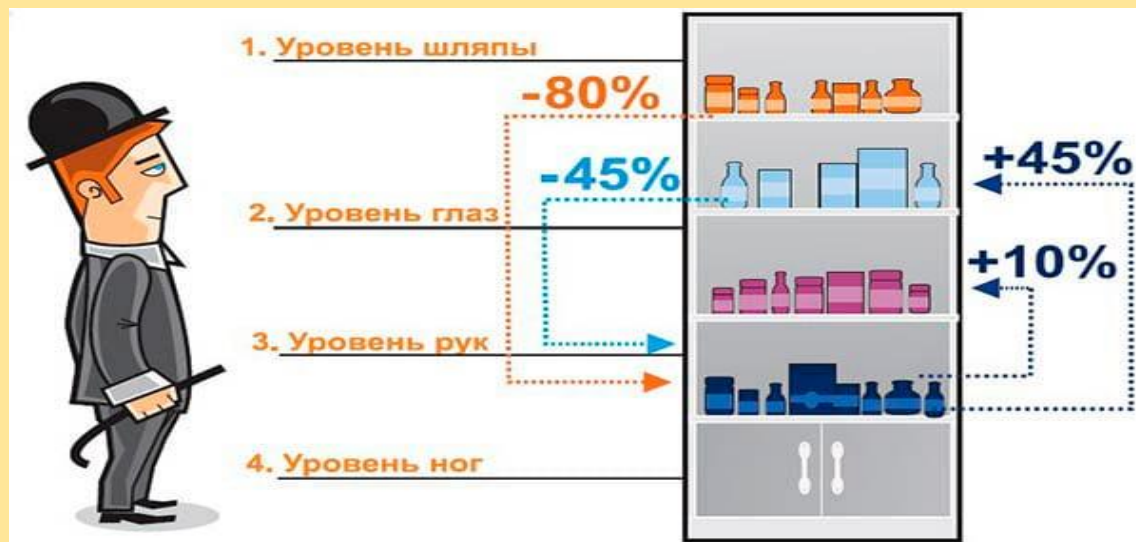 1. Уровень шляпы
-80%
-45%
+45%
2. Уровень глаз
+10%
3. Уровень рук
4. Уровень ног